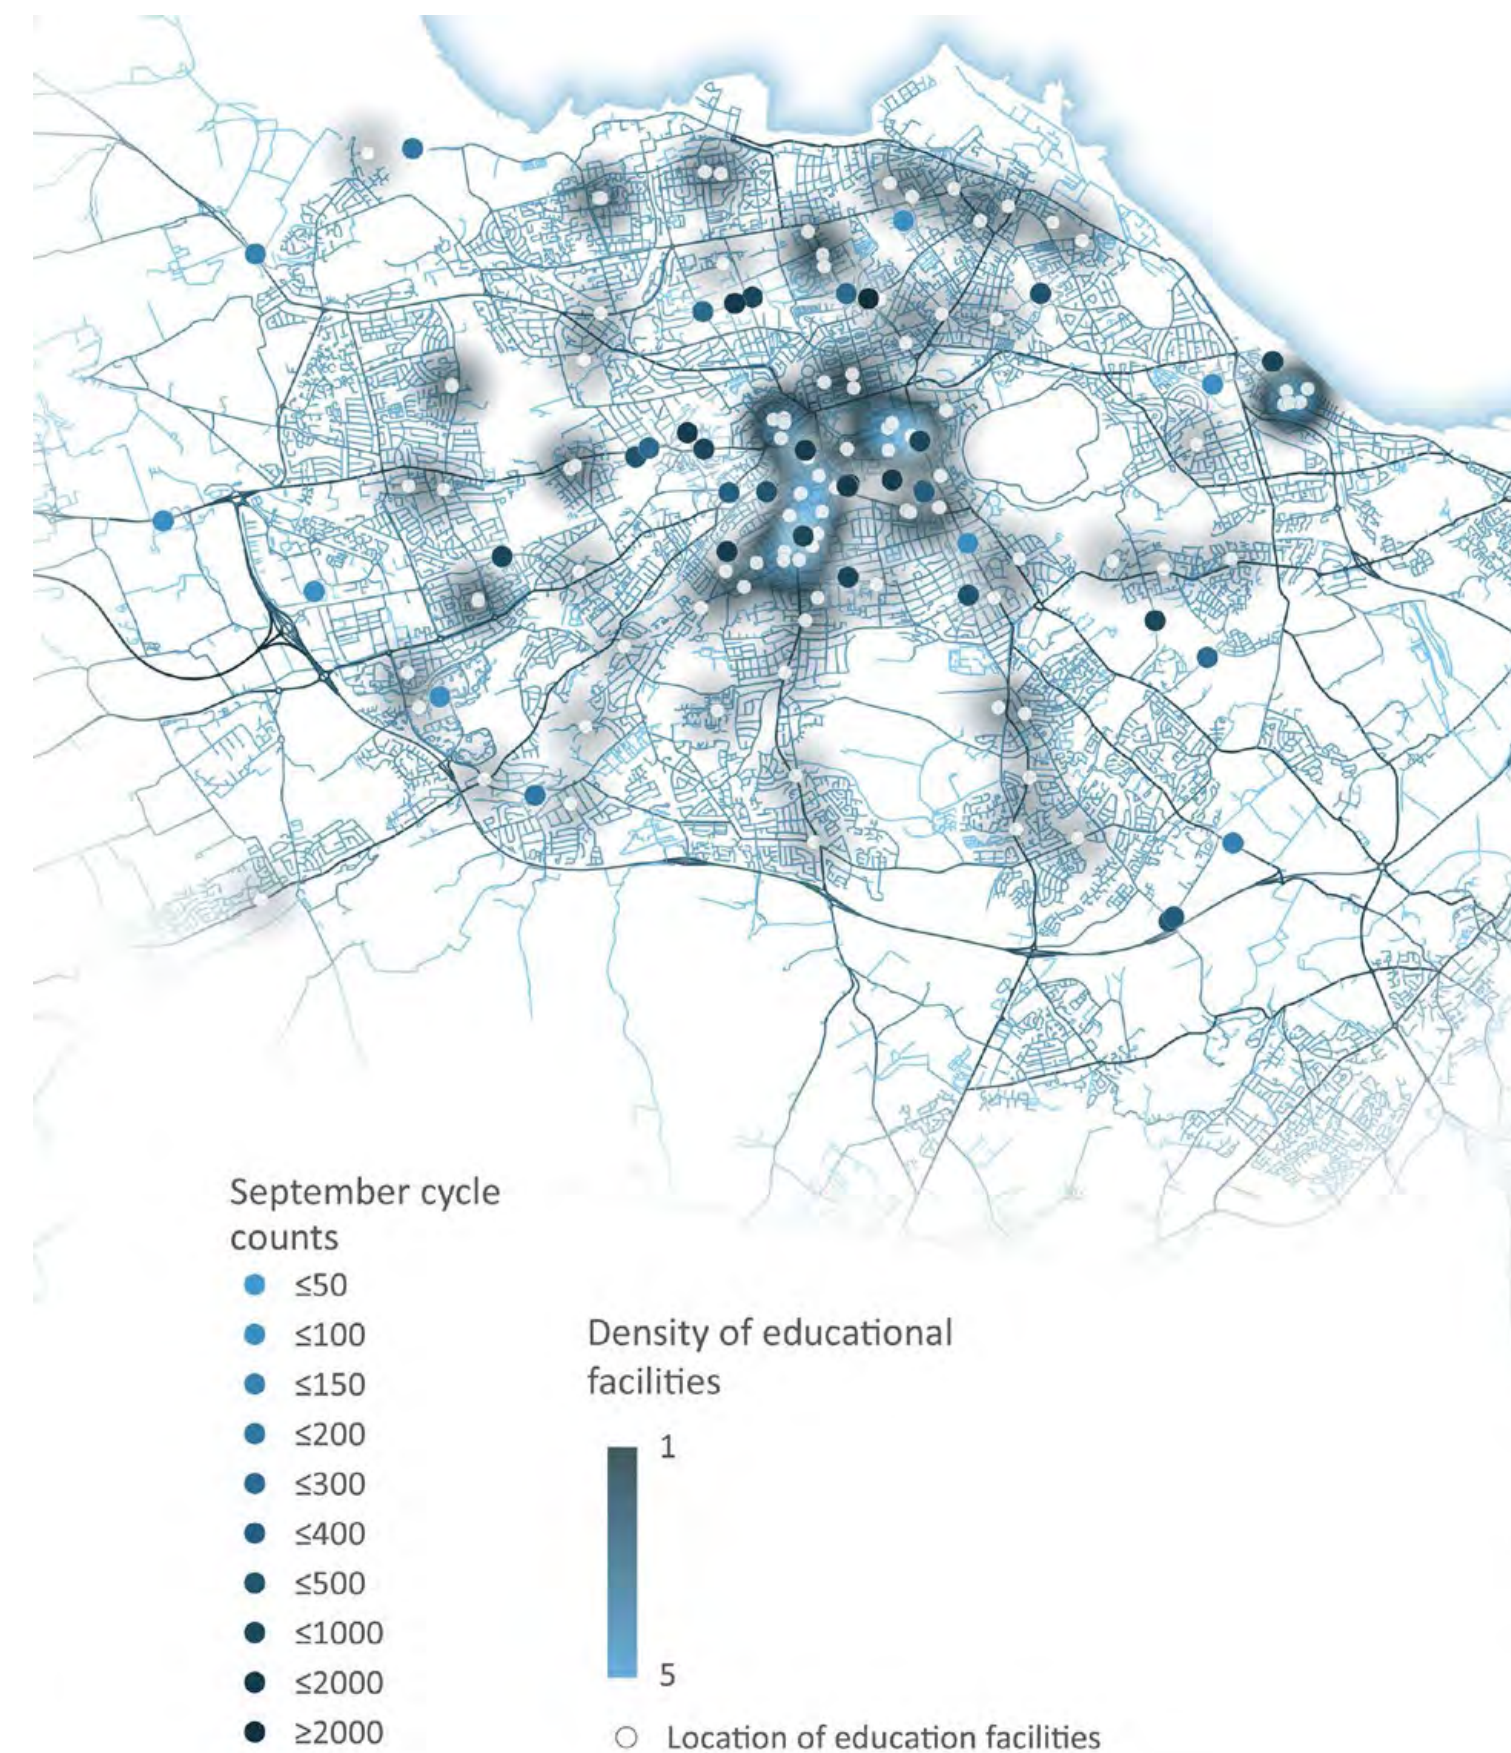 September cycle
counts
≤50
≤100
≤150
≤200
≤300
≤400
≤500
≤1000
≤2000
≥2000
Density of educational
facilities
1
5
Location of education facilities